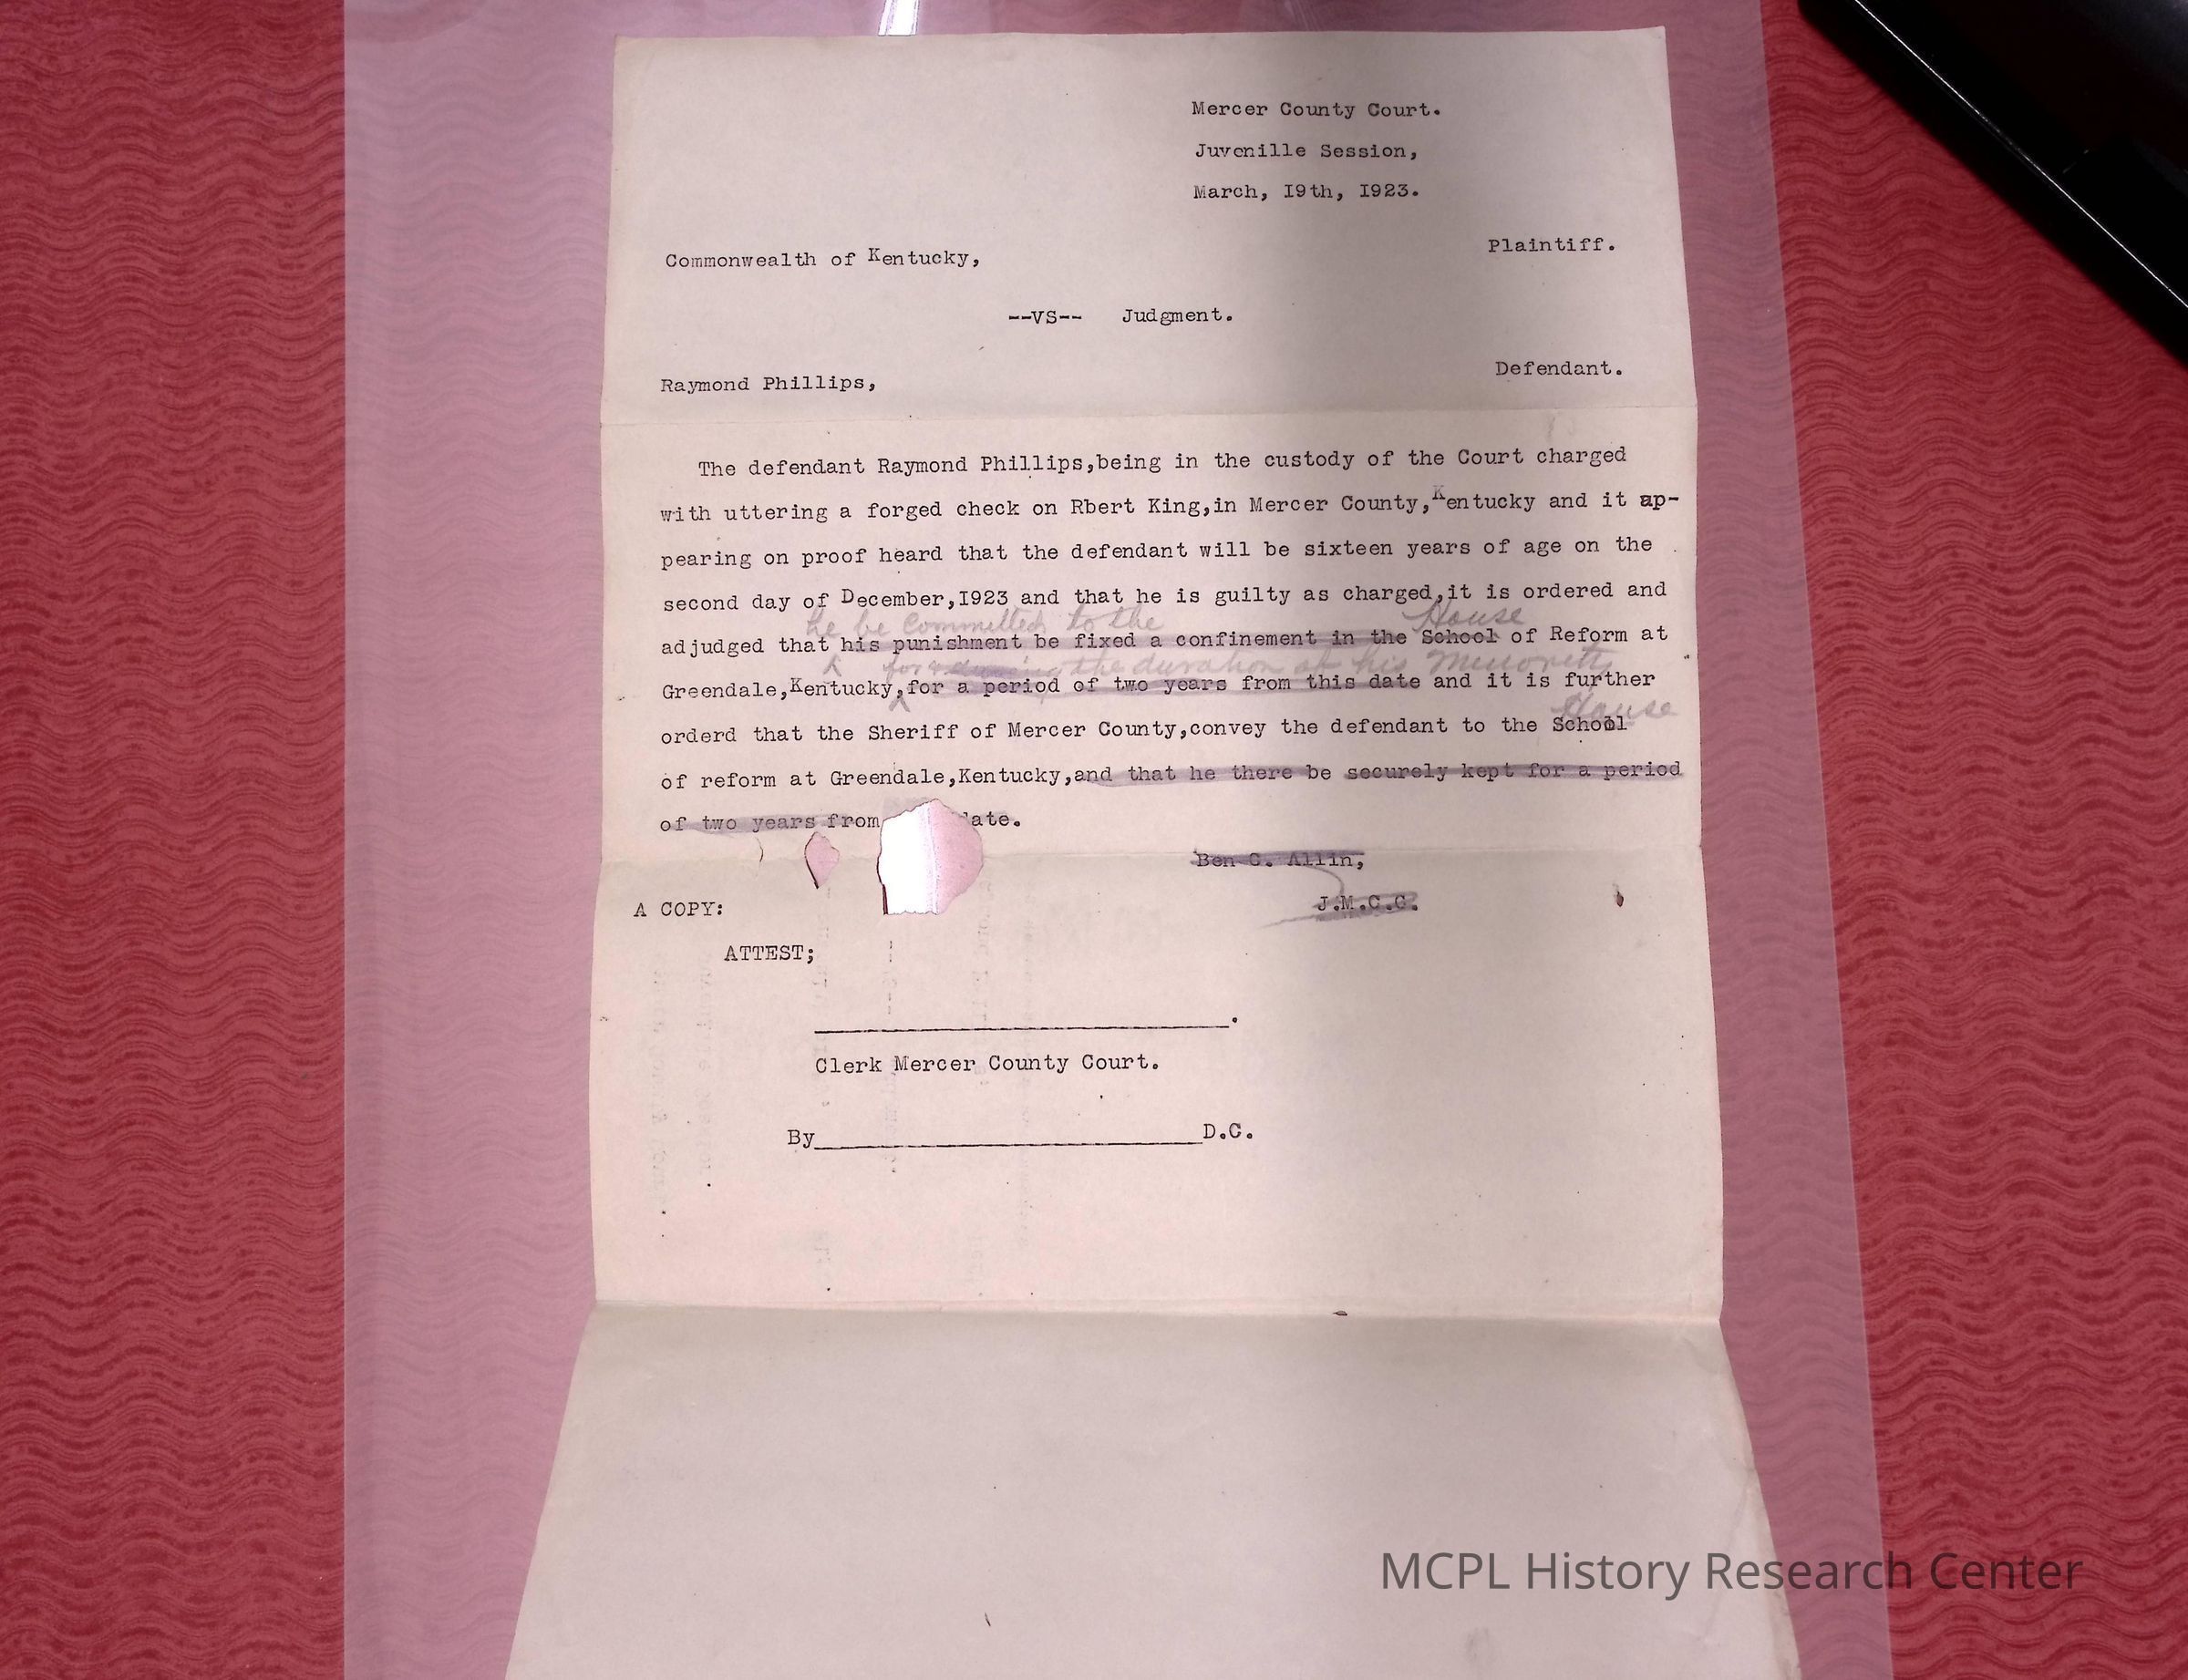 Mercer County Court.
Juvenille Session,
March, I9th, I923.
Commonwealth of Kentucky, Plaintiff.
--VS-- Judgment.
Raymond Phillips, Defendant.
The defendant Raymond Phillips,being in the custody of the Court charged
with uttering a forged check on Rbert King,in Mercer County,Kentucky and it ap-
pearing on proof heard that the defendant will be sixteen years of age on the
second day of December,I923 and that he is guilty as charged,it is ordered and
he be committed to the House
adjudged that his punishment be fixed a confinement in the School of Reform at
for the duration of his minority
Greendale,Kentucky,for a period of two years from this date and it is further
House
orderd that the Sheriff of Mercer County,convey the defendant to the School
of reform at Greendale,Kentucky,and that he there be securely kept for a period
of two years from ate.
Ben C. Allin,
A COPY: J.M.C.C.
ATTEST;
.
Clerk Mercer County Court.
By D.C.
MCPL History Research Center